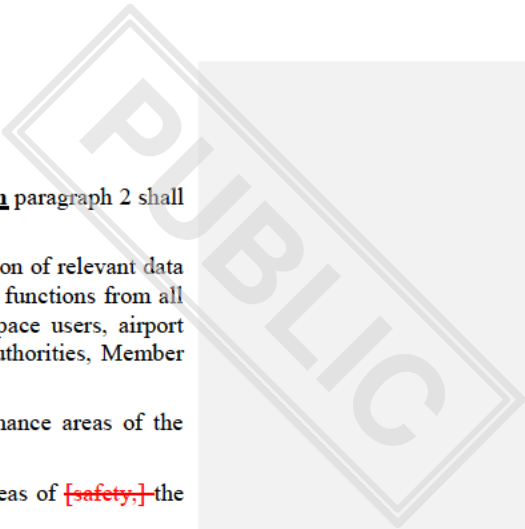 n paragraph 2 shall
on of relevant data
functions from all
pace users, airport
uthorities, Member
nance areas of the
eas of [safety,] the
PUBLIC